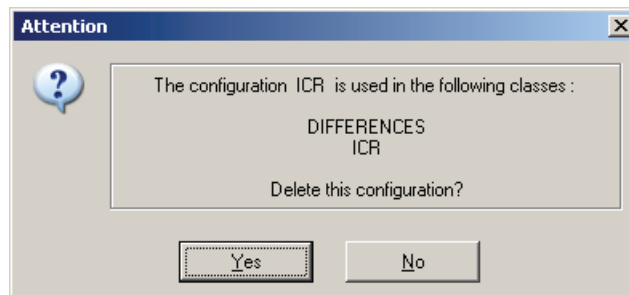 Attention
The configuration ICR is used in the following classes :
DIFFERENCES
ICR
Delete this configuration?
Yes
No